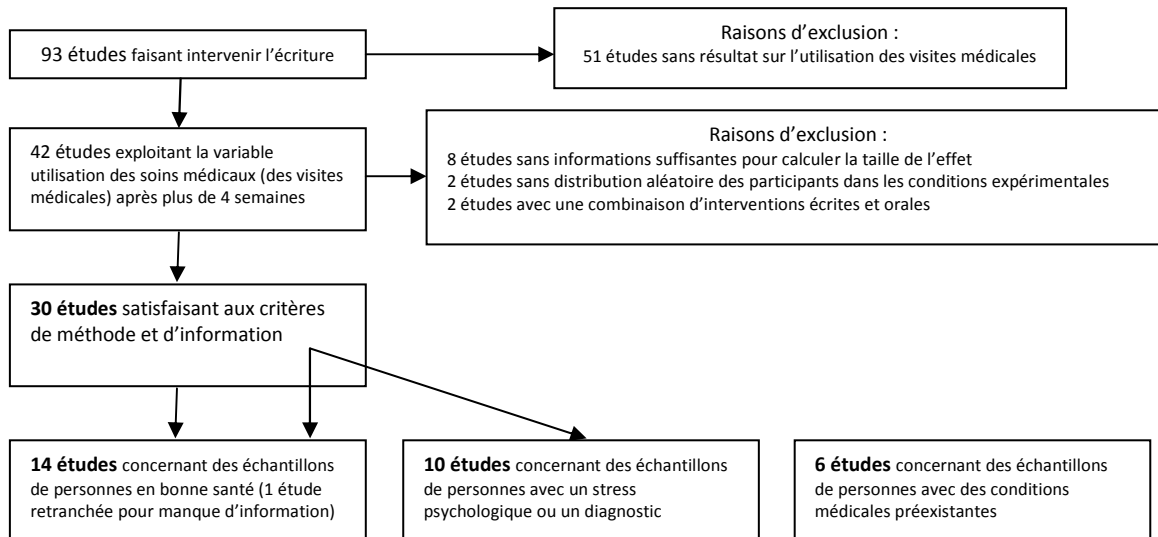 93 études faisant intervenir l’écriture
Raisons d’exclusion :
51 études sans résultat sur l’utilisation des visites médicales
42 études exploitant la variable
utilisation des soins médicaux (des visites
médicales) après plus de 4 semaines
Raisons d’exclusion :
8 études sans informations suffisantes pour calculer la taille de l’effet
2 études sans distribution aléatoire des participants dans les conditions expérimentales
2 études avec une combinaison d’interventions écrites et orales
30 études satisfaisant aux critères
de méthode et d’information
14 études concernant des échantillons
de personnes en bonne santé (1 étude
retranchée pour manque d’information)
10 études concernant des échantillons
de personnes avec un stress
psychologique ou un diagnostic
6 études concernant des échantillons
de personnes avec des conditions
médicales préexistantes